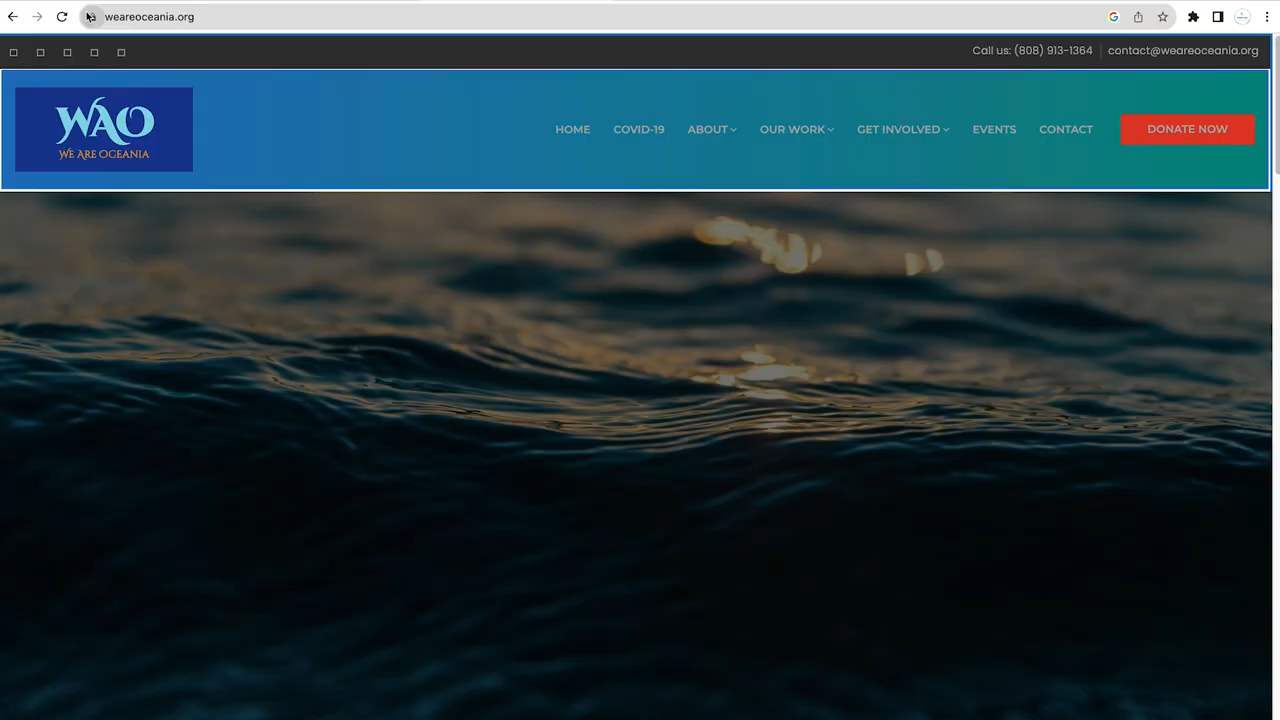 weareoceania.org
Call us: (808) 913-1364 contact@weareoceania.org
WAO
WE ARE OCEANIA
HOME COVID-19 ABOUT OUR WORK GET INVOLVED EVENTS CONTACT DONATE NOW